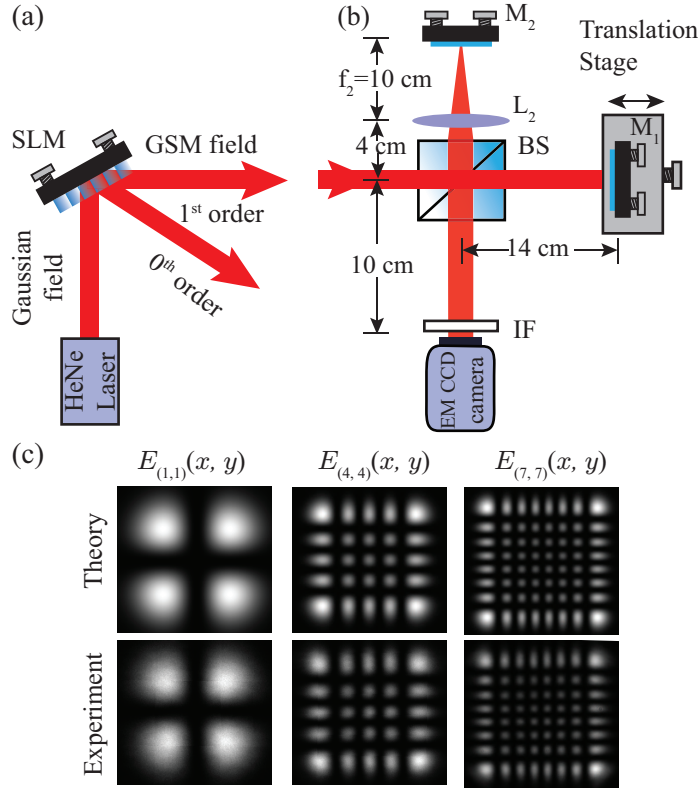 (a)
SLM
GSM field
1st order
0th order
Gaussian
field
HeNe
Laser
(b)
M2
f2=10 cm
L2
4 cm
BS
10 cm
14 cm
IF
EM CCD
camera
Translation
Stage
M1
(c)
E(1,1)(x, y)
E(4, 4)(x, y)
E(7, 7)(x, y)
Theory
Experiment